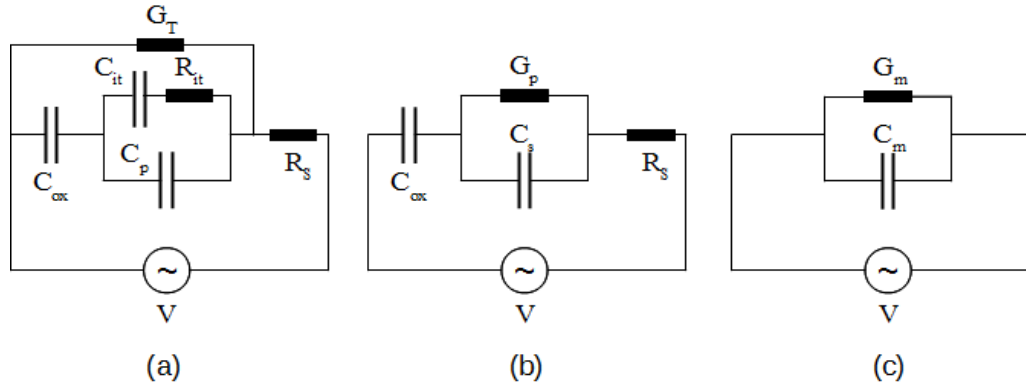 G_T
C_it R_it
C_p
C_ox
R_S
~
V
(a)
G_p
C_s
C_ox
R_S
~
V
(b)
G_m
C_m
~
V
(c)